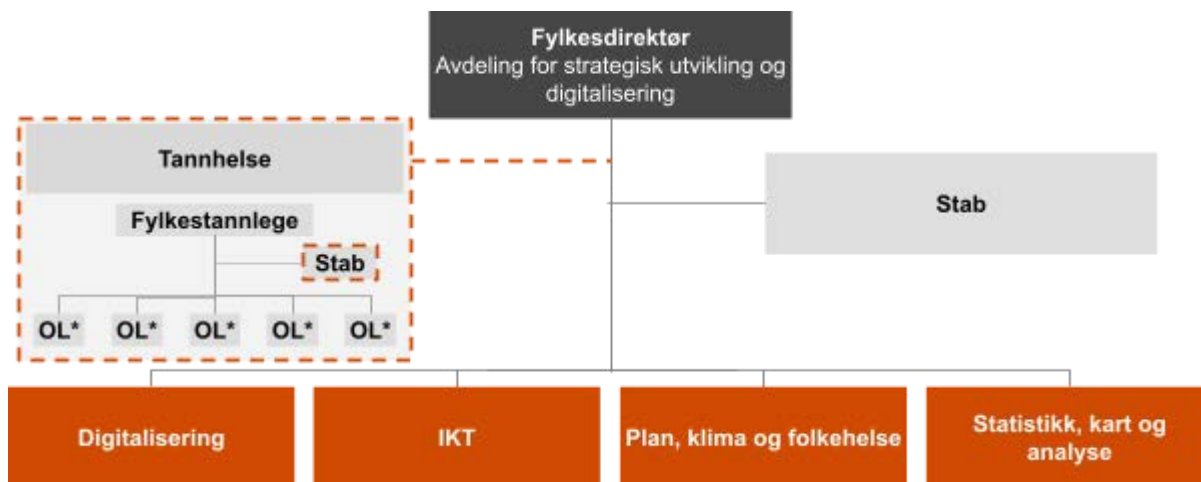 Fylkesdirektør
Avdeling for strategisk utvikling og
digitalisering
Tannhelse
Fylkestannlege
Stab
OL* OL* OL* OL* OL*
Stab
Digitalisering
IKT
Plan, klima og folkehelse
Statistikk, kart og
analyse